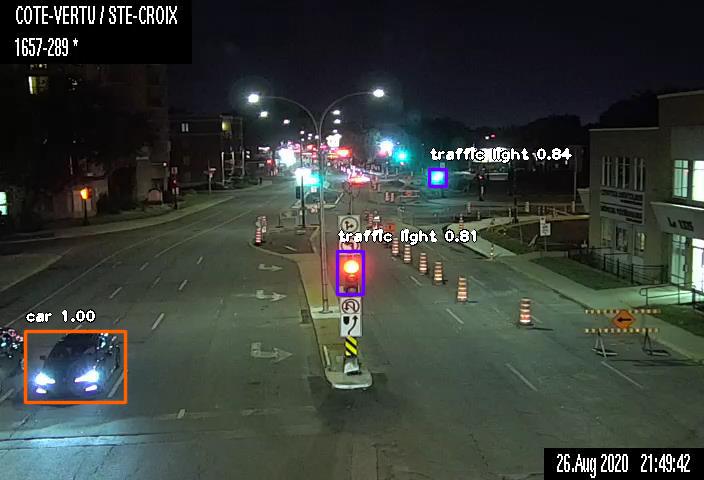 COTE-VERTU / STE-CROIX
1657-289 *
traffic light 0.84
traffic light 0.81
car 1.00
26.Aug 2020 21:49:42